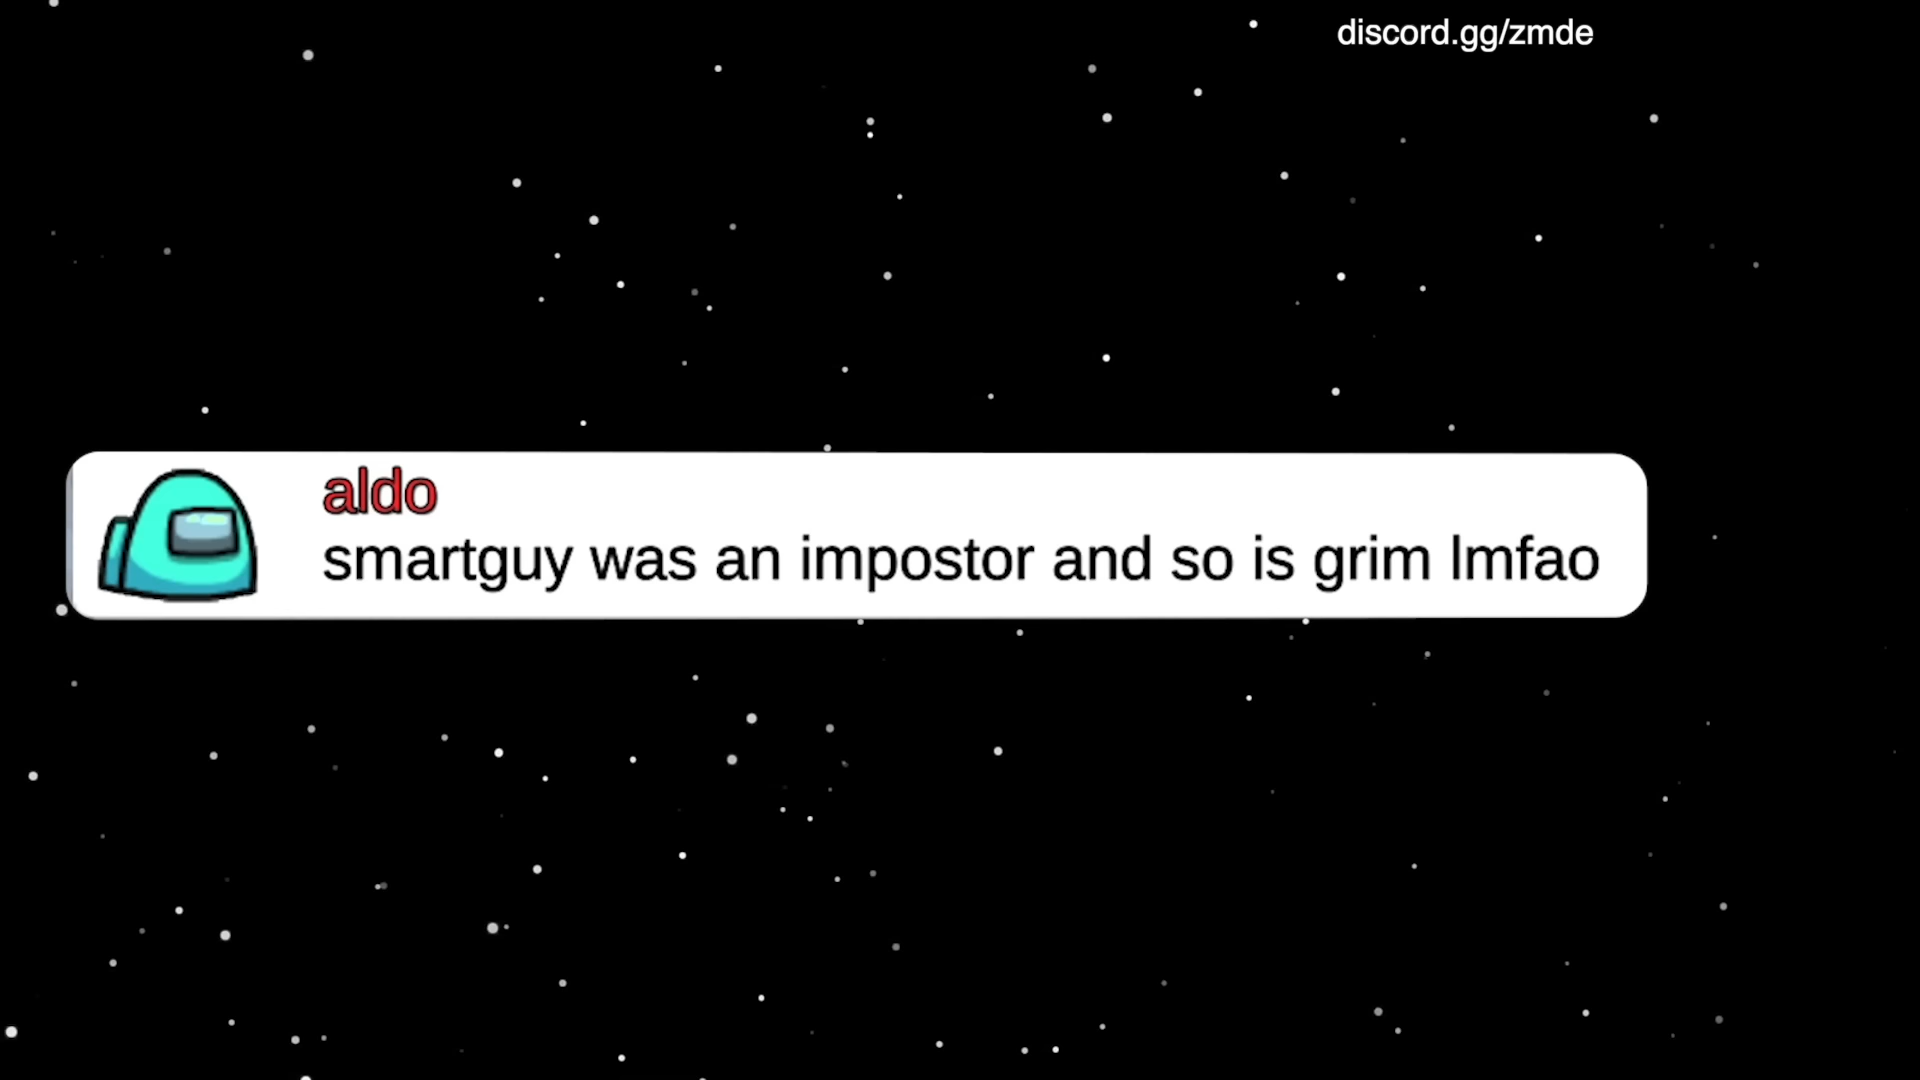 discord.gg/zmde
aldo
smartguy was an impostor and so is grim lmfao